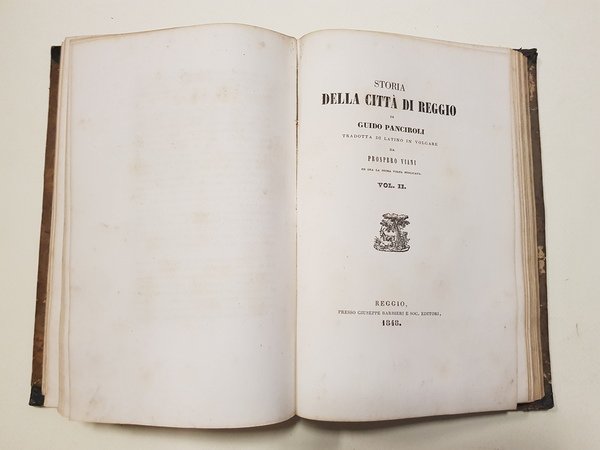 STORIA
DELLA CITTÀ DI REGGIO
DI
GUIDO PANCIROLI
TRADOTTA DI LATINO IN VOLGARE
DA
PROSPERO VIANI
ED ORA LA PRIMA VOLTA PUBLICATA
VOL. II.
REGGIO,
PRESSO GIUSEPPE BARBIERI E SOC. EDITORI,
1848.